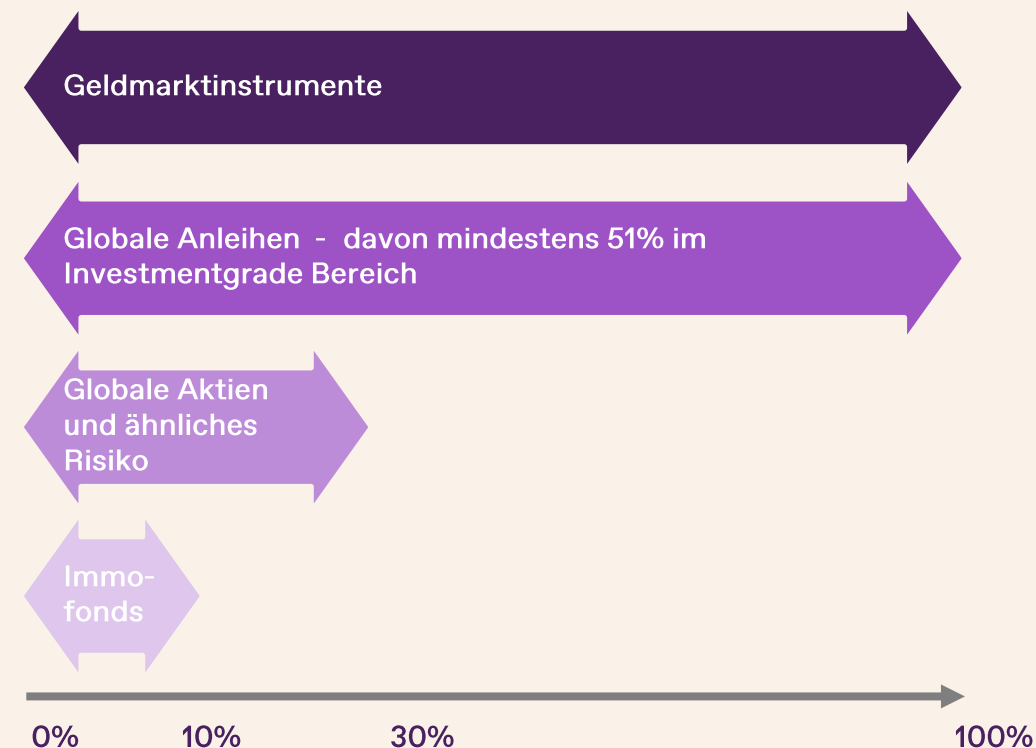 Geldmarktinstrumente
Globale Anleihen - davon mindestens 51% im
Investmentgrade Bereich
Globale Aktien
und ähnliches
Risiko
Immo-
fonds
0% 10% 30% 100%